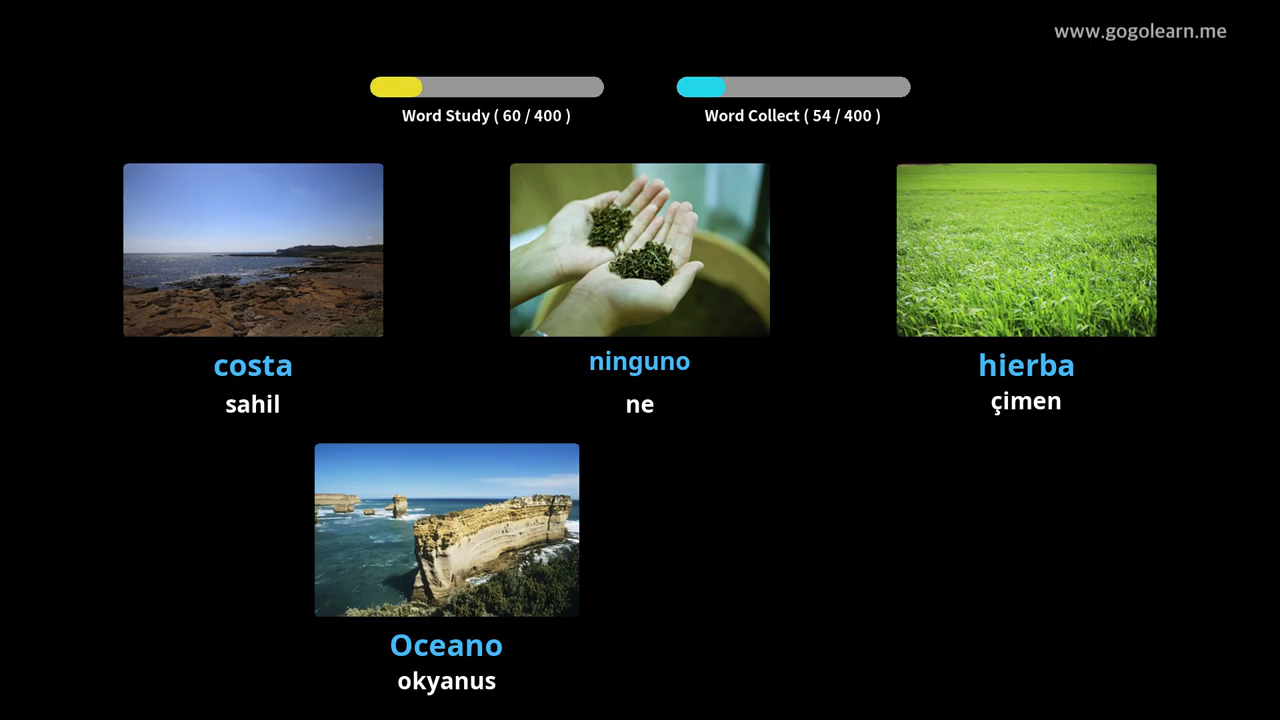 www.gogolearn.me
Word Study ( 60 / 400 )
Word Collect ( 54 / 400 )
costa
sahil
ninguno
ne
hierba
çimen
Oceano
okyanus